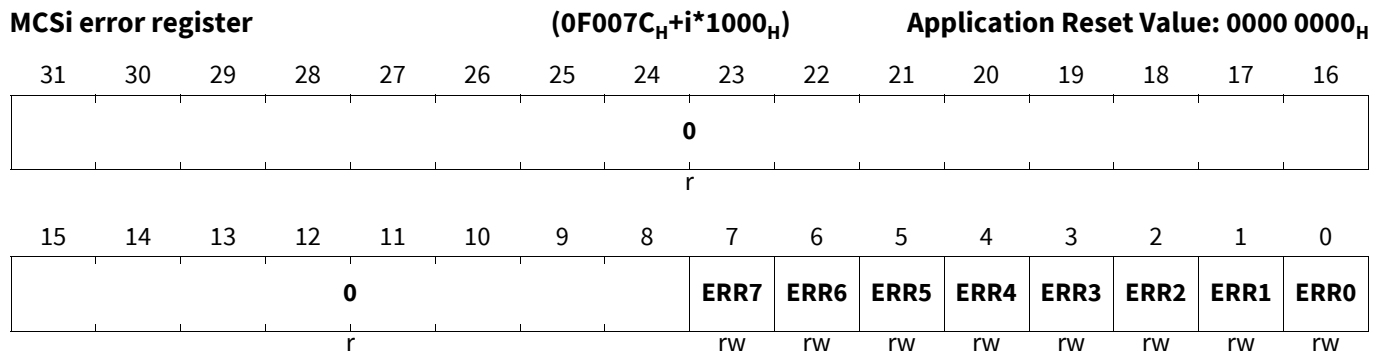 MCSi error register (0F007CH+i*1000H) Application Reset Value: 0000 0000H
31 30 29 28 27 26 25 24 23 22 21 20 19 18 17 16
0
r
15 14 13 12 11 10 9 8 7 6 5 4 3 2 1 0
0 ERR7 ERR6 ERR5 ERR4 ERR3 ERR2 ERR1 ERR0
r rw rw rw rw rw rw rw rw